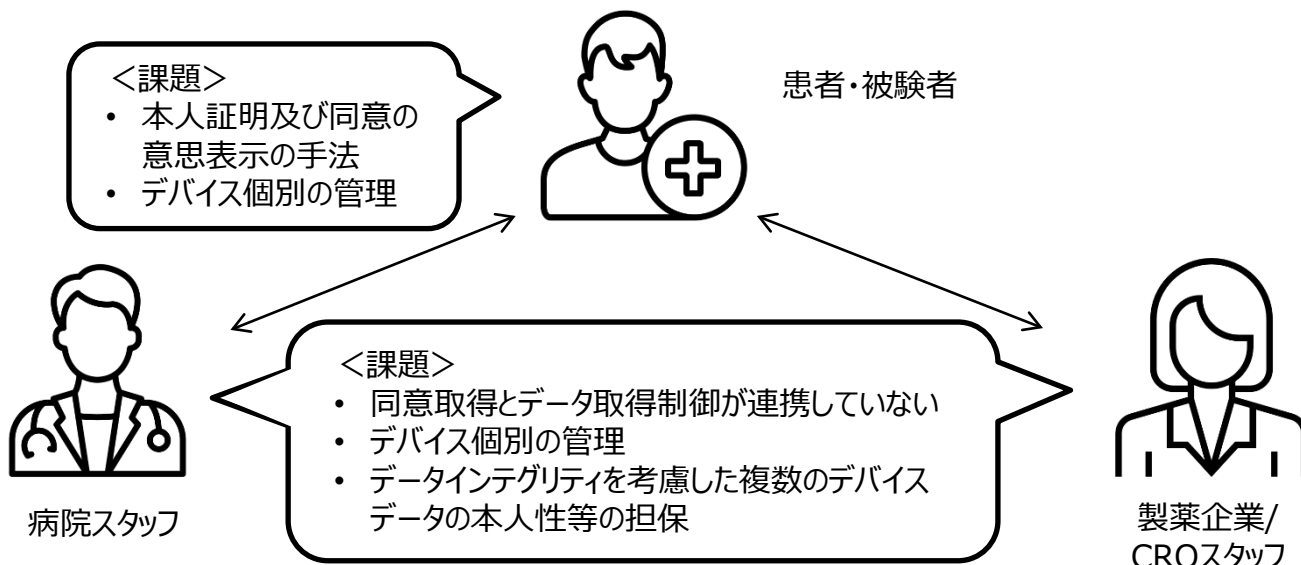 ＜課題＞
• 本人証明及び同意の
意思表示の手法
• デバイス個別の管理
患者・被験者
＜課題＞
• 同意取得とデータ取得制御が連携していない
• デバイス個別の管理
• データインテグリティを考慮した複数のデバイス
データの本人性等の担保
病院スタッフ
製薬企業/
CROスタッフ